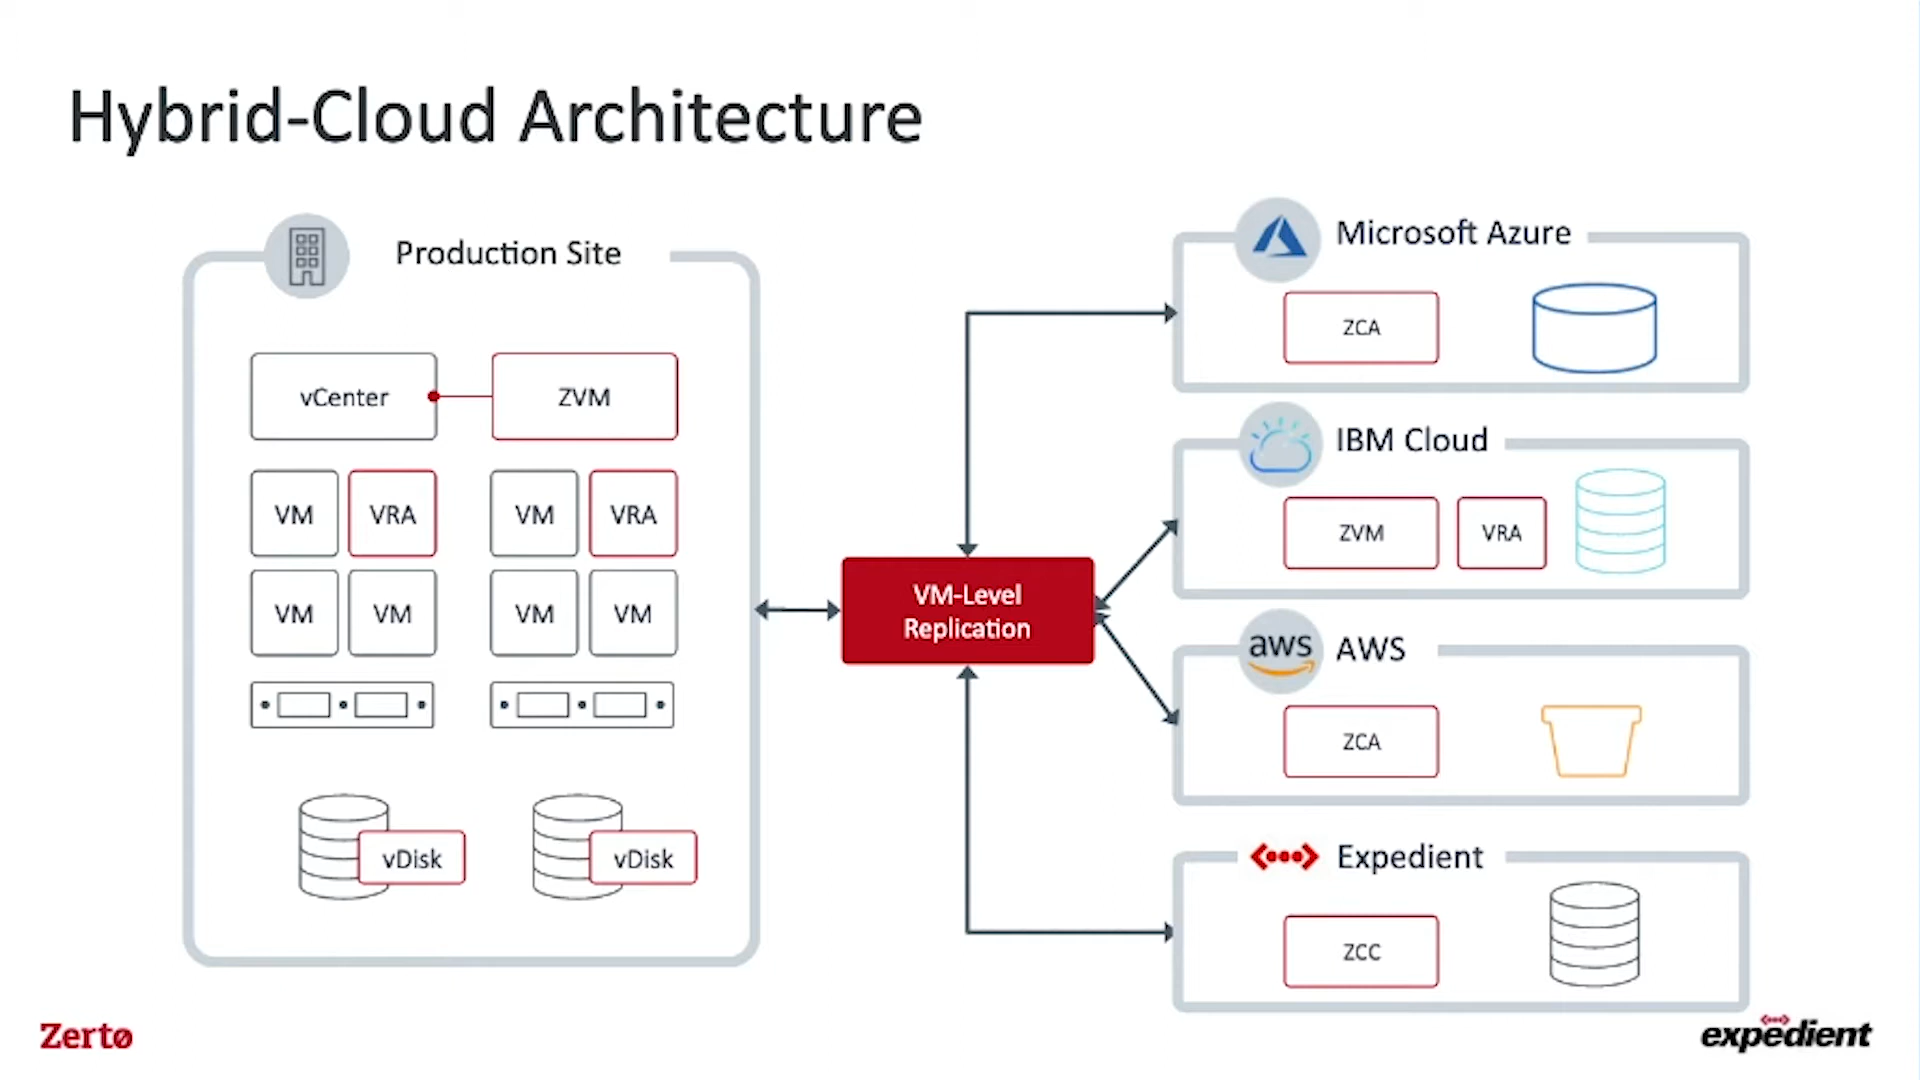 Hybrid-Cloud Architecture
Production Site
vCenter
ZVM
VM
VRA
VM
VRA
VM
VM
VM
VM
vDisk
vDisk
VM-Level
Replication
Microsoft Azure
ZCA
IBM Cloud
ZVM
VRA
aws
AWS
ZCA
Expedient
ZCC
Zertø
expedient